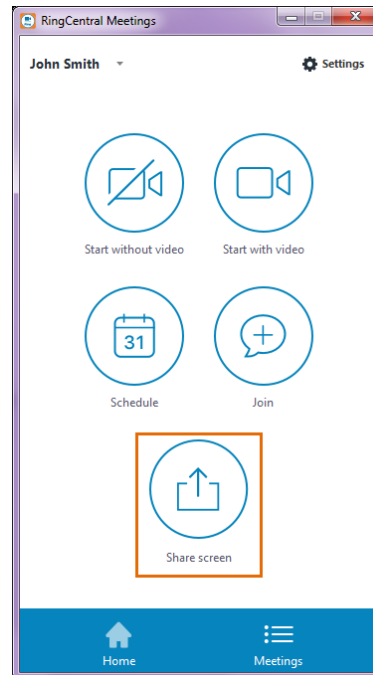 RingCentral Meetings
John Smith
Settings
Start without video
Start with video
31
Schedule
Join
Share screen
Home
Meetings